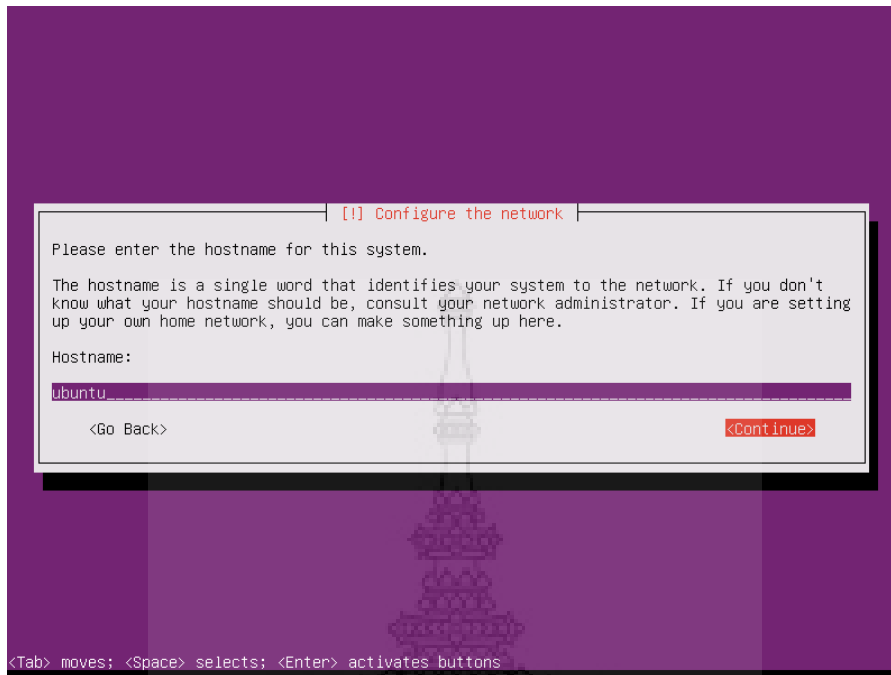 [!] Configure the network
Please enter the hostname for this system.
The hostname is a single word that identifies your system to the network. If you don't
know what your hostname should be, consult your network administrator. If you are setting
up your own home network, you can make something up here.
Hostname:
ubuntu
<Go Back> <Continue>
<Tab> moves; <Space> selects; <Enter> activates buttons